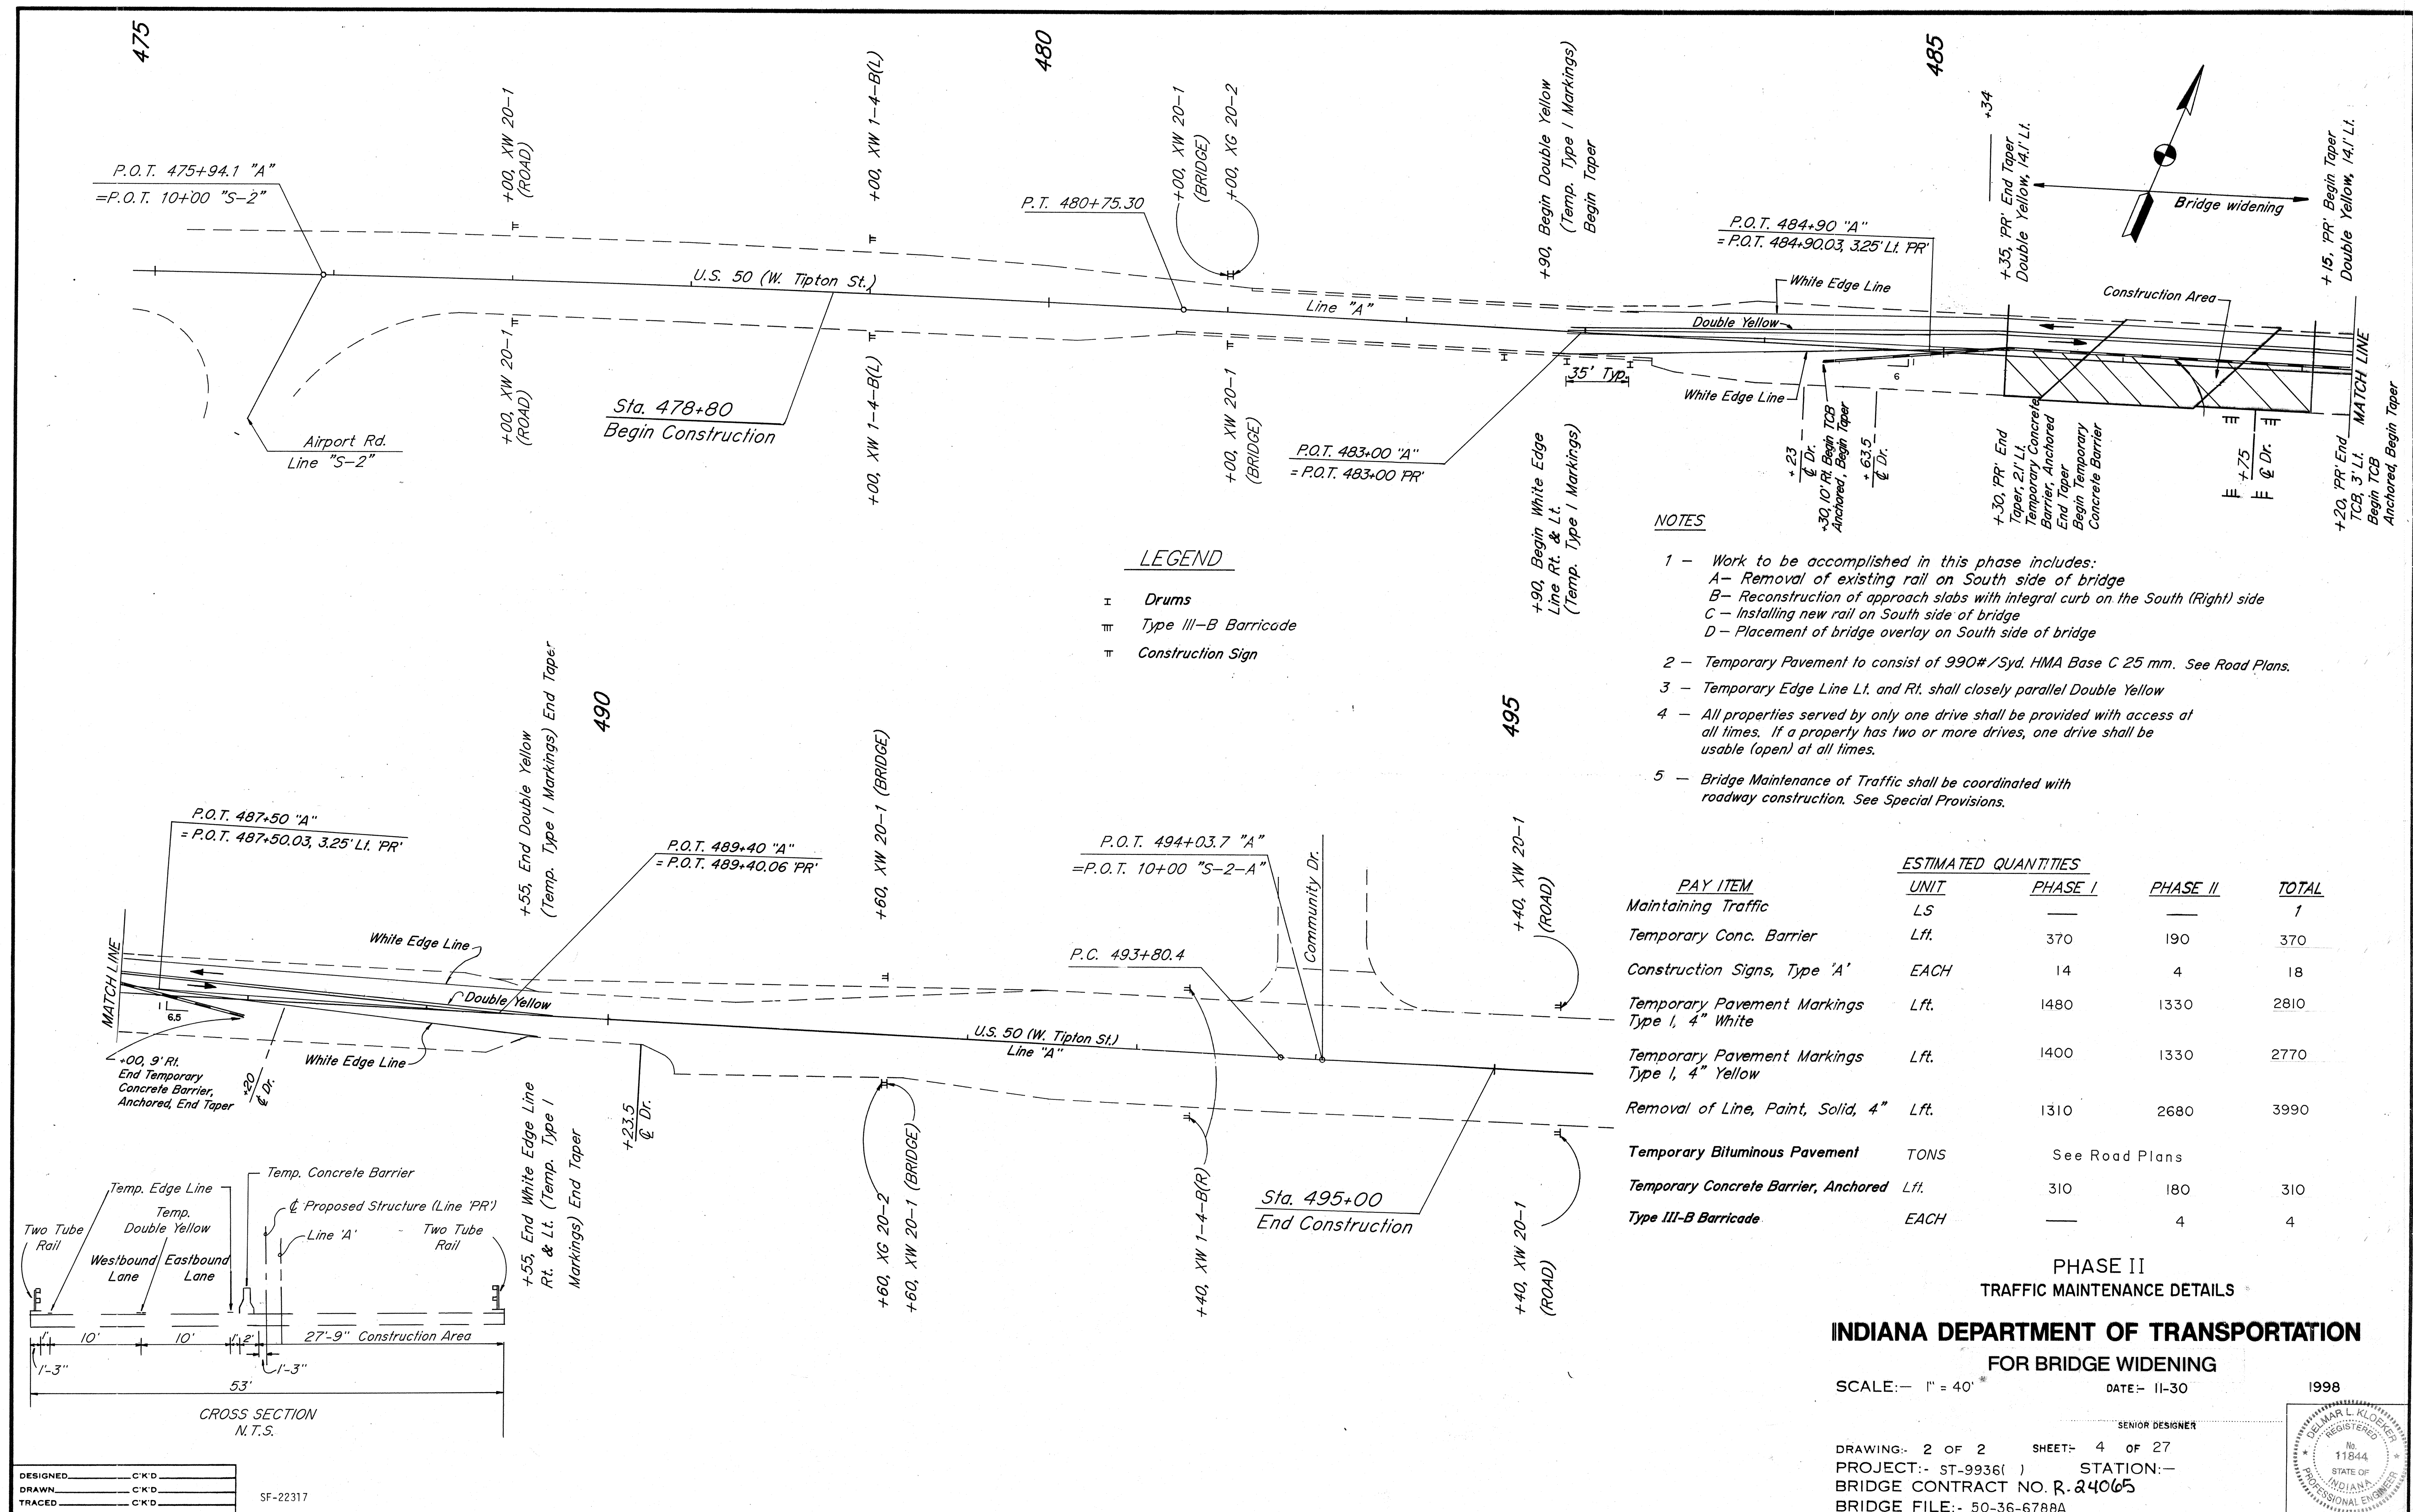 475
480
485
+00, XW 20-1
(ROAD)
+00, XW 1-4-B(L)
+00, XW 20-1
(BRIDGE)
+00, XG 20-2
+90, Begin Double Yellow
(Temp. Type I Markings)
Begin Taper
+34
+35, 'PR' End Taper
Double Yellow, 14.1' Lt.
+15, 'PR' Begin Taper
Double Yellow, 14.1' Lt.
P.O.T. 475+94.1 "A"
=P.O.T. 10+00 "S-2"
P.T. 480+75.30
P.O.T. 484+90 "A"
= P.O.T. 484+90.03, 3.25' Lt. 'PR'
Bridge widening
U.S. 50 (W. Tipton St.)
Line "A"
White Edge Line
Double Yellow
Construction Area
MATCH LINE
35' Typ.
White Edge Line
1
6
+00, XW 20-1
(ROAD)
+00, XW 1-4-B(L)
Sta. 478+80
Begin Construction
Airport Rd.
Line "S-2"
+00, XW 20-1
(BRIDGE)
P.O.T. 483+00 "A"
= P.O.T. 483+00 'PR'
+90, Begin White Edge
Line Rt. & Lt.
(Temp. Type I Markings)
+23
℄ Dr.
+30, 10' Rt. Begin TCB
Anchored, Begin Taper
+63.5
℄ Dr.
+30, 'PR' End
Taper, 2.1' Lt.
Temporary Concrete
Barrier, Anchored
End Taper
Begin Temporary
Concrete Barrier
+75
℄ Dr.
+20, 'PR' End
TCB, 3' Lt.
Begin TCB
Anchored, Begin Taper
LEGEND
Drums
Type III-B Barricade
Construction Sign
NOTES
1 - Work to be accomplished in this phase includes:
A- Removal of existing rail on South side of bridge
B- Reconstruction of approach slabs with integral curb on the South (Right) side
C - Installing new rail on South side of bridge
D - Placement of bridge overlay on South side of bridge
2 - Temporary Pavement to consist of 990#/Syd. HMA Base C 25 mm. See Road Plans.
3 - Temporary Edge Line Lt. and Rt. shall closely parallel Double Yellow
4 - All properties served by only one drive shall be provided with access at
all times. If a property has two or more drives, one drive shall be
usable (open) at all times.
5 - Bridge Maintenance of Traffic shall be coordinated with
roadway construction. See Special Provisions.
490
495
+55, End Double Yellow
(Temp. Type I Markings) End Taper
+60, XW 20-1 (BRIDGE)
+40, XW 20-1
(ROAD)
P.O.T. 487+50 "A"
= P.O.T. 487+50.03, 3.25' Lt. 'PR'
P.O.T. 489+40 "A"
= P.O.T. 489+40.06 'PR'
P.O.T. 494+03.7 "A"
=P.O.T. 10+00 "S-2-A"
Community Dr.
P.C. 493+80.4
MATCH LINE
White Edge Line
Double Yellow
1
6.5
White Edge Line
U.S. 50 (W. Tipton St.)
Line "A"
+00, 9' Rt.
End Temporary
Concrete Barrier,
Anchored, End Taper
+20
℄ Dr.
+55, End White Edge Line
Rt. & Lt. (Temp. Type I
Markings) End Taper
+23.5
℄ Dr.
+60, XG 20-2
+60, XW 20-1 (BRIDGE)
+40, XW 1-4-B(R)
Sta. 495+00
End Construction
+40, XW 20-1
(ROAD)
ESTIMATED QUANTITIES
PAY ITEM UNIT PHASE I PHASE II TOTAL
Maintaining Traffic LS — — 1
Temporary Conc. Barrier Lft. 370 190 370
Construction Signs, Type 'A' EACH 14 4 18
Temporary Pavement Markings Lft. 1480 1330 2810
Type I, 4" White
Temporary Pavement Markings Lft. 1400 1330 2770
Type I, 4" Yellow
Removal of Line, Paint, Solid, 4" Lft. 1310 2680 3990
Temporary Bituminous Pavement TONS See Road Plans
Temporary Concrete Barrier, Anchored Lft. 310 180 310
Type III-B Barricade EACH — 4 4
Temp. Concrete Barrier
Temp. Edge Line
℄ Proposed Structure (Line 'PR')
Temp.
Double Yellow
Line 'A'
Two Tube
Rail
Two Tube
Rail
Westbound
Lane
Eastbound
Lane
1' 10' 10' 1' 2' 27'-9" Construction Area
1'-3" 1'-3"
53'
CROSS SECTION
N.T.S.
PHASE II
TRAFFIC MAINTENANCE DETAILS
INDIANA DEPARTMENT OF TRANSPORTATION
FOR BRIDGE WIDENING
SCALE:- 1" = 40' * DATE:- 11-30 1998
SENIOR DESIGNER
DRAWING:- 2 OF 2 SHEET:- 4 OF 27
PROJECT:- ST-9936( ) STATION:-
BRIDGE CONTRACT NO. R-24065
BRIDGE FILE:- 50-36-6788A
DELMAR L. KLOEKER
REGISTERED
No.
11844
STATE OF
INDIANA
PROFESSIONAL ENGINEER
DESIGNED C'K'D
DRAWN C'K'D
TRACED C'K'D
SF-22317